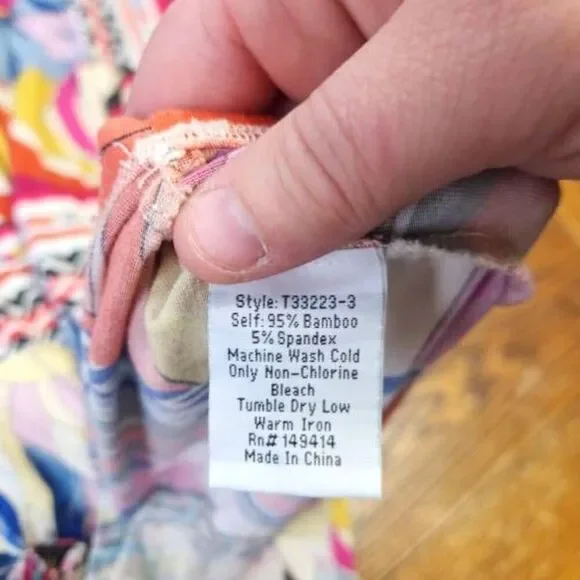 Style: T33223-3
Self: 95% Bamboo
5% Spandex
Machine Wash Cold
Only Non-Chlorine
Bleach
Tumble Dry Low
Warm Iron
Rn# 149414
Made In China